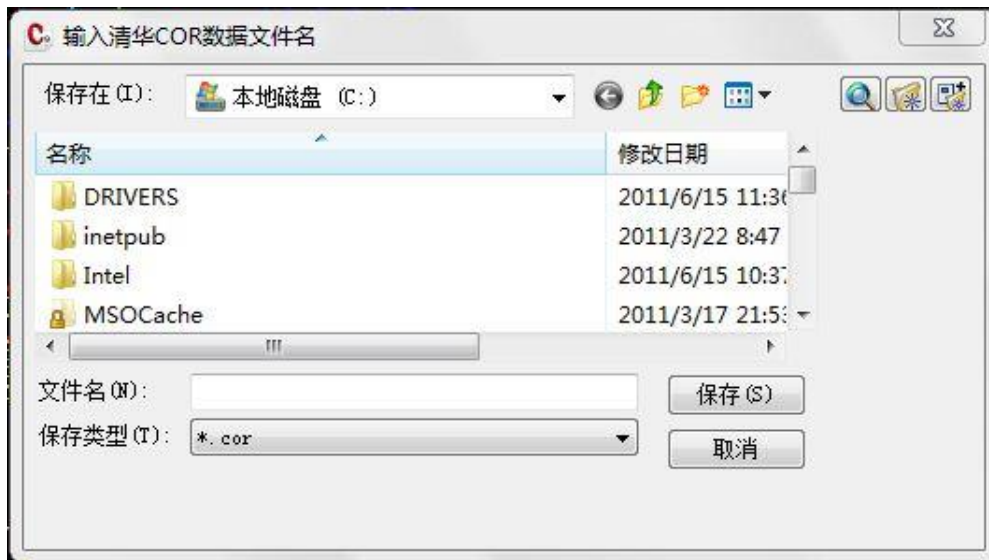 输入清华COR数据文件名
保存在(I): 本地磁盘 (C:)
名称 修改日期
DRIVERS 2011/6/15 11:36
inetpub 2011/3/22 8:47
Intel 2011/6/15 10:37
MSOCache 2011/3/17 21:53
文件名(N): 保存(S)
保存类型(T): *.cor 取消